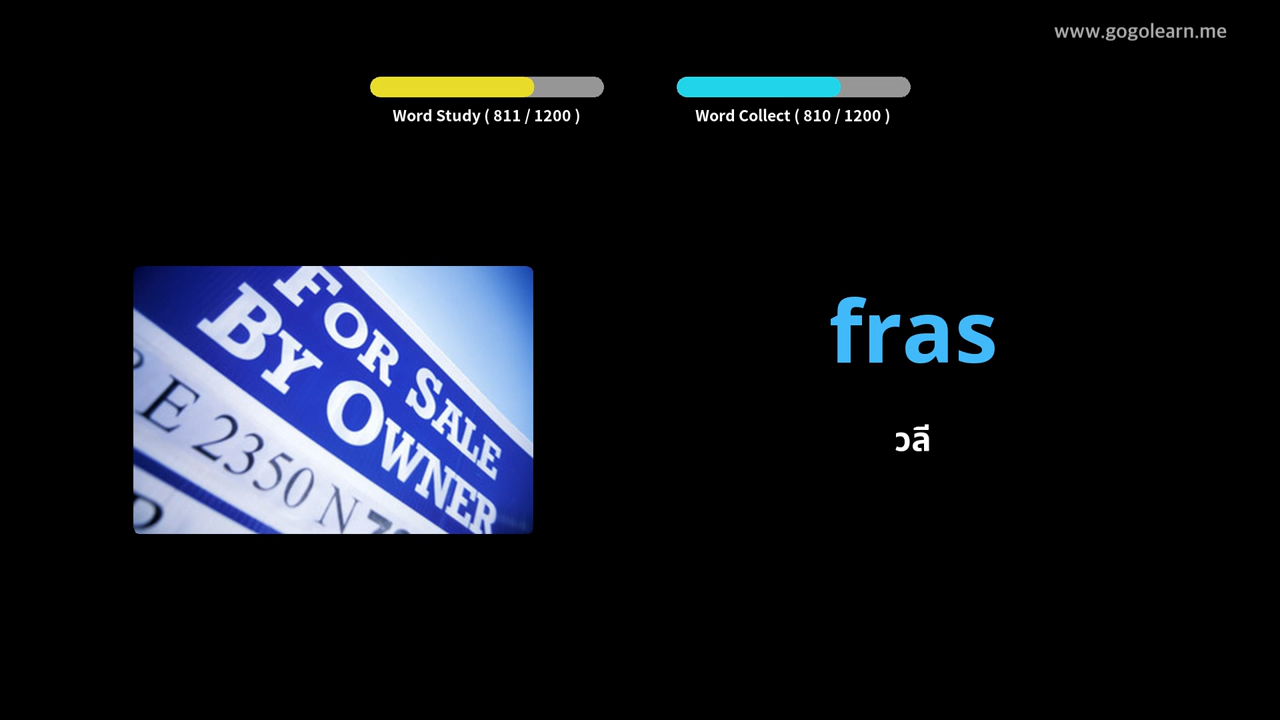 www.gogolearn.me
Word Study ( 811 / 1200 )
Word Collect ( 810 / 1200 )
FOR SALE
BY OWNER
E 2350 N
fras
วลี